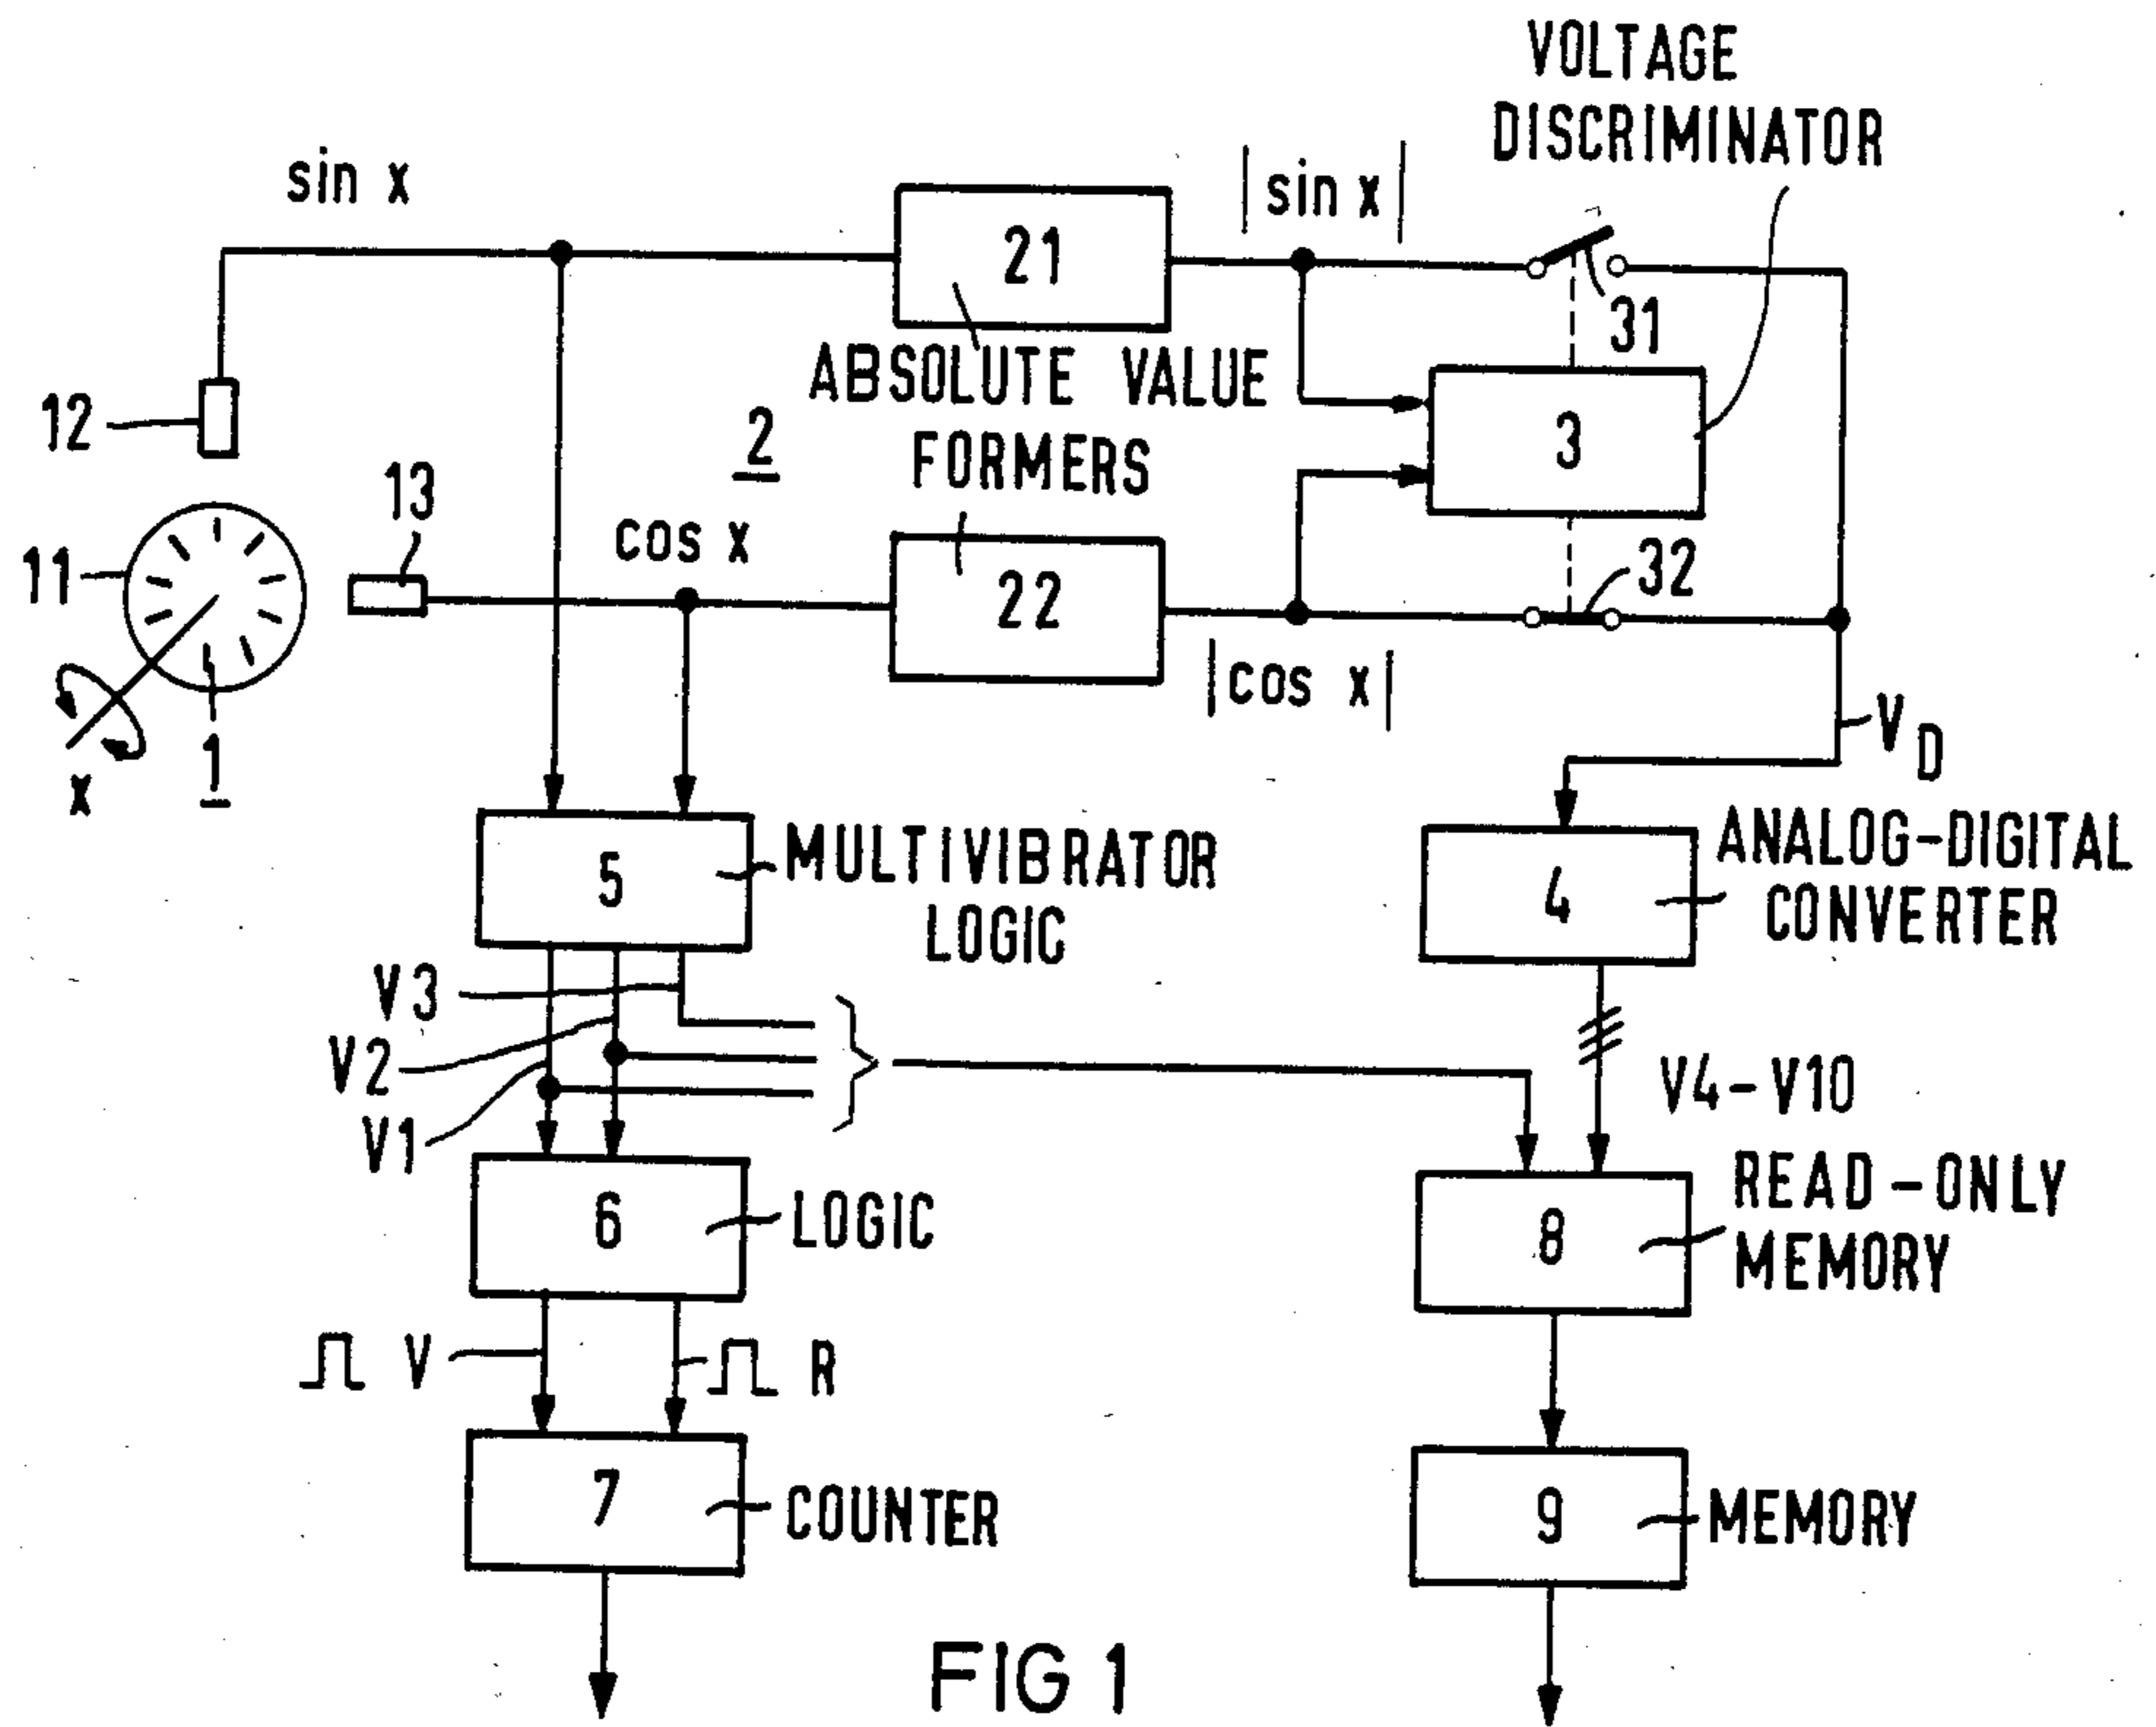 VOLTAGE
DISCRIMINATOR
sin x
|sin x|
21
31
ABSOLUTE VALUE
FORMERS
12
2
3
13
11
cos x
22
32
|cos x|
x
1
VD
5
MULTIVIBRATOR
LOGIC
4
ANALOG-DIGITAL
CONVERTER
V3
V2
V1
V4-V10
6
LOGIC
8
READ-ONLY
MEMORY
V
R
7
COUNTER
9
MEMORY
FIG 1